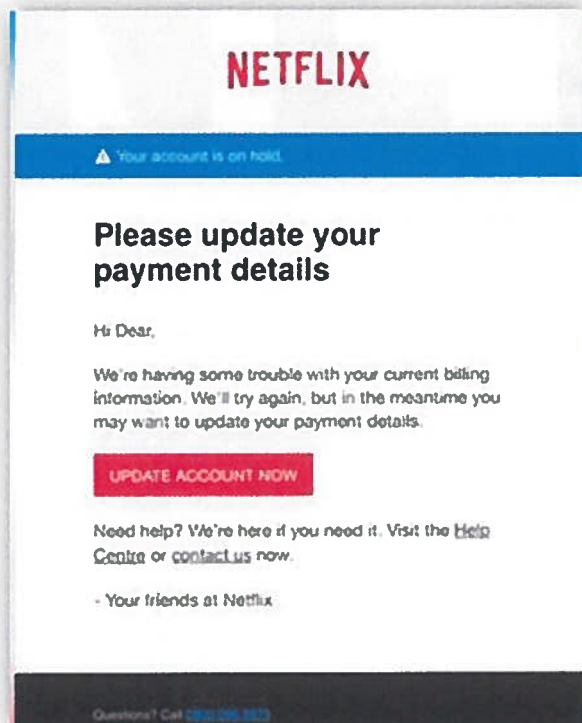 NETFLIX
Your account is on hold.
Please update your
payment details
Hi Dear,
We're having some trouble with your current billing
information. We'll try again, but in the meantime you
may want to update your payment details.
UPDATE ACCOUNT NOW
Need help? We're here if you need it. Visit the Help
Centre or contact us now.
- Your friends at Netflix
Questions? Call